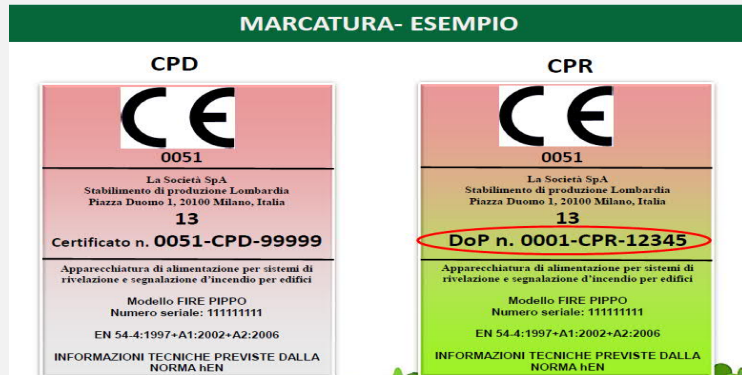 MARCATURA- ESEMPIO
CPD
CE
0051
La Società SpA
Stabilimento di produzione Lombardia
Piazza Duomo 1, 20100 Milano, Italia
13
Certificato n. 0051-CPD-99999
Apparecchiatura di alimentazione per sistemi di
rivelazione e segnalazione d'incendio per edifici
Modello FIRE PIPPO
Numero seriale: 111111111
EN 54-4:1997+A1:2002+A2:2006
INFORMAZIONI TECNICHE PREVISTE DALLA
NORMA hEN
CPR
CE
0051
La Società SpA
Stabilimento di produzione Lombardia
Piazza Duomo 1, 20100 Milano, Italia
13
DoP n. 0001-CPR-12345
Apparecchiatura di alimentazione per sistemi di
rivelazione e segnalazione d'incendio per edifici
Modello FIRE PIPPO
Numero seriale: 111111111
EN 54-4:1997+A1:2002+A2:2006
INFORMAZIONI TECNICHE PREVISTE DALLA
NORMA hEN